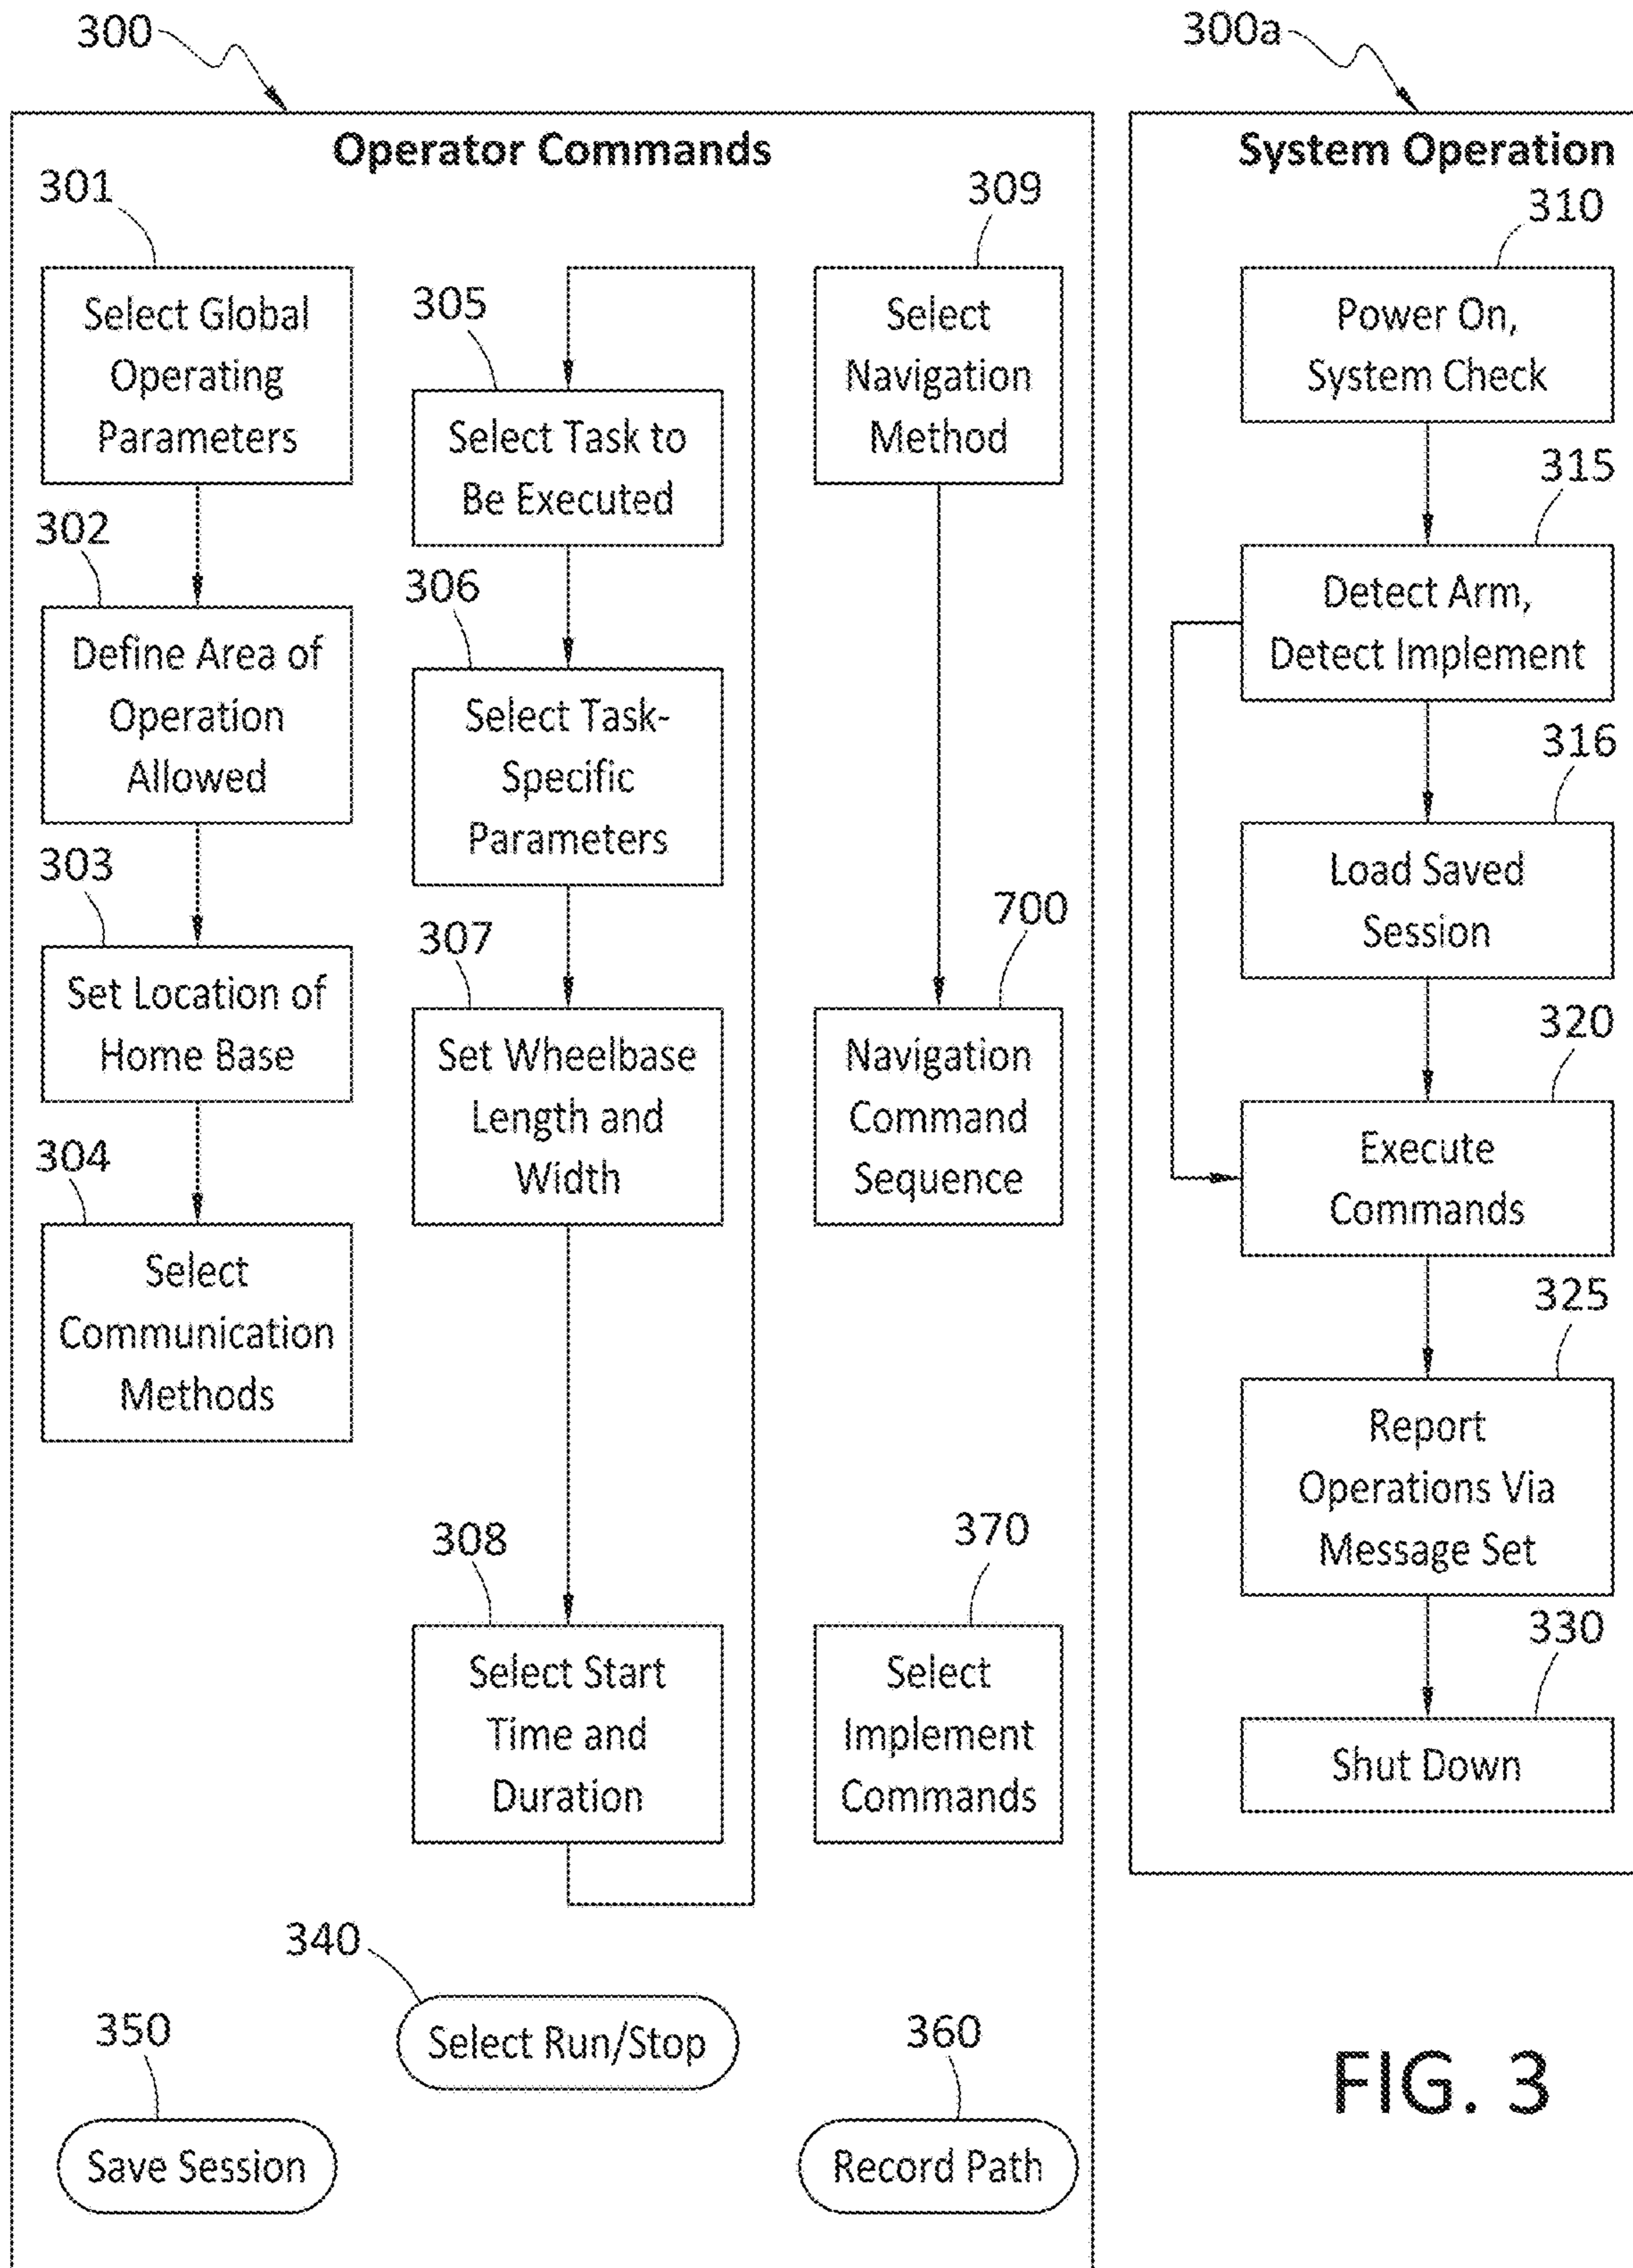 300
300a
Operator Commands
301
Select Global
Operating
Parameters
302
Define Area of
Operation
Allowed
303
Set Location of
Home Base
304
Select
Communication
Methods
305
Select Task to
Be Executed
306
Select Task-
Specific
Parameters
307
Set Wheelbase
Length and
Width
308
Select Start
Time and
Duration
309
Select
Navigation
Method
700
Navigation
Command
Sequence
370
Select
Implement
Commands
340
Select Run/Stop
350
Save Session
360
Record Path
System Operation
310
Power On,
System Check
315
Detect Arm,
Detect Implement
316
Load Saved
Session
320
Execute
Commands
325
Report
Operations Via
Message Set
330
Shut Down
FIG. 3